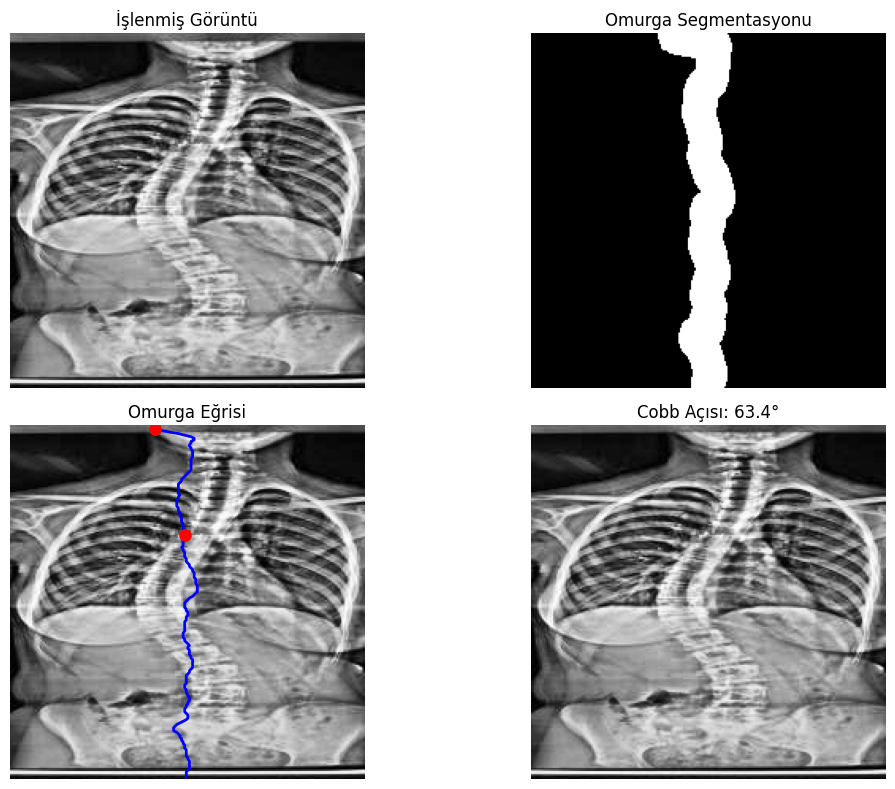 İşlenmiş Görüntü
Omurga Segmentasyonu
Omurga Eğrisi
Cobb Açısı: 63.4°